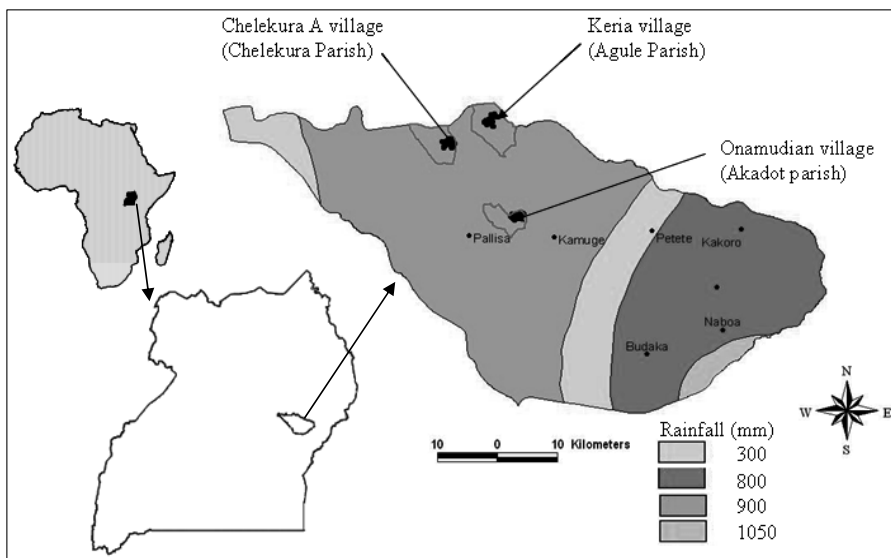 Chelekura A village
(Chelekura Parish)
Keria village
(Agule Parish)
Onamudian village
(Akadot parish)
Pallisa
Kamuge
Petete
Kakoro
Naboa
Budaka
N
W E
S
10 0 10 Kilometers
Rainfall (mm)
300
800
900
1050